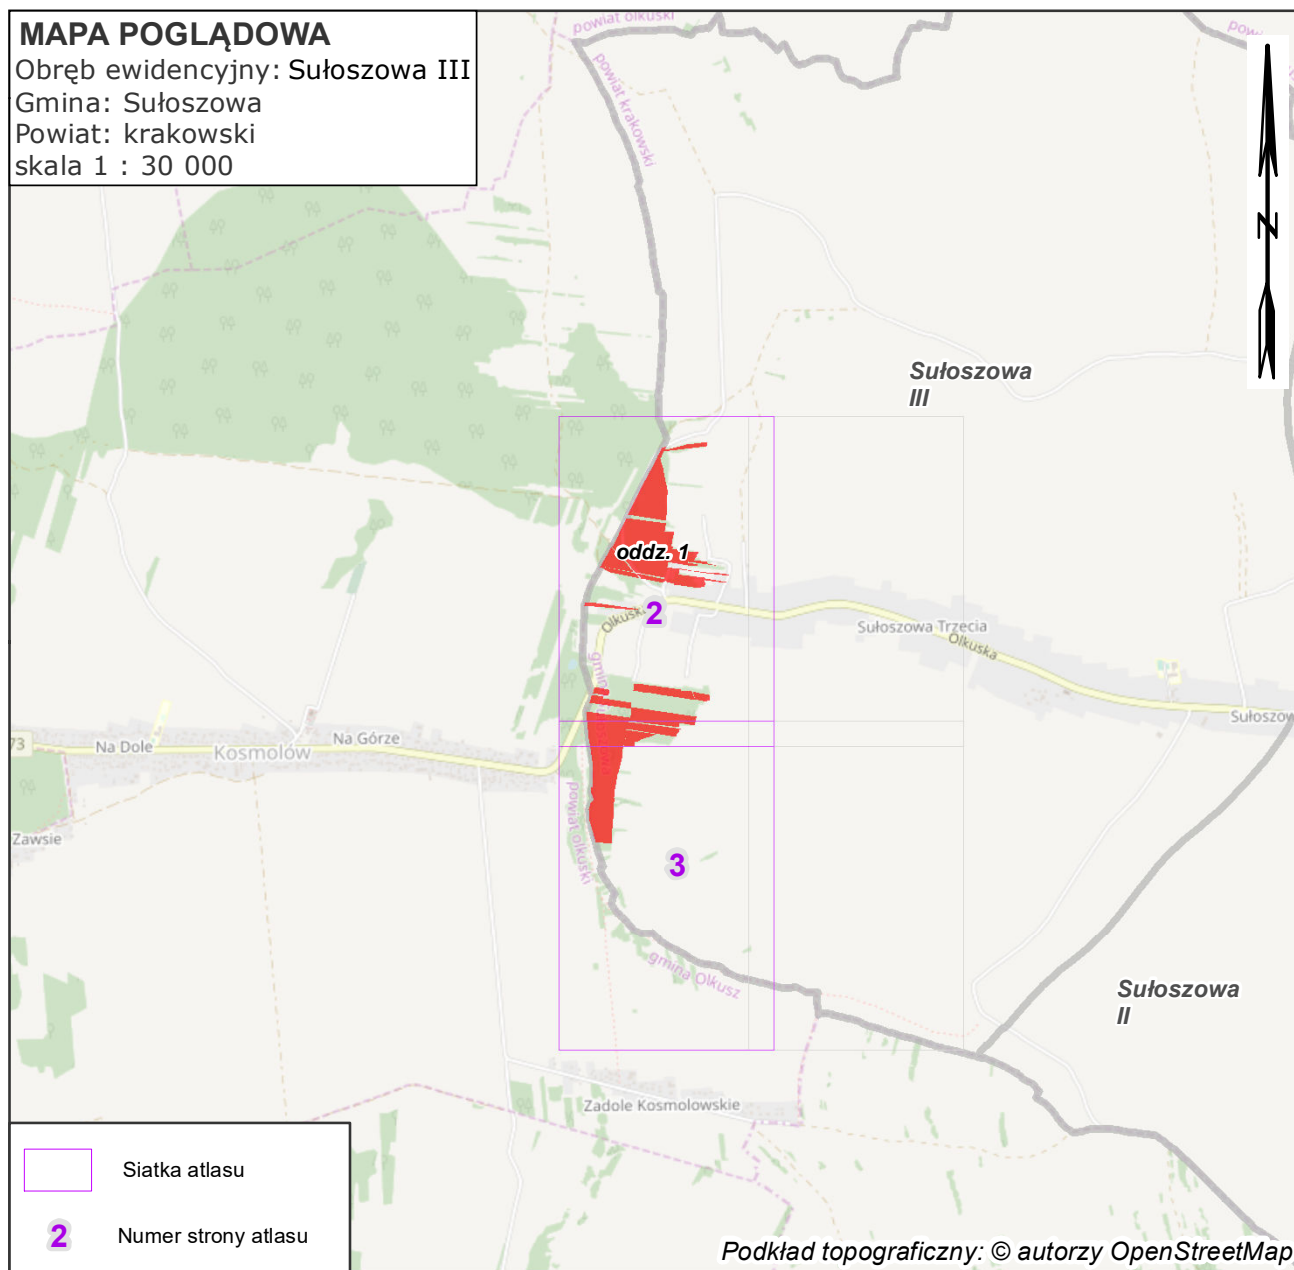 MAPA POGLĄDOWA
Obręb ewidencyjny: Sułoszowa III
Gmina: Sułoszowa
Powiat: krakowski
skala 1 : 30 000
powiat olkuski
powiat krakowski
N
Sułoszowa
III
oddz. 1
Olkuska
2
Sułoszowa Trzecia
Olkuska
gmina
73
Na Dole
Na Górze
Kosmolów
Zawsie
powiat olkuski
3
gmina Olkusz
Sułoszowa
II
Zadole Kosmolowskie
Siatka atlasu
2
Numer strony atlasu
Podkład topograficzny: © autorzy OpenStreetMap